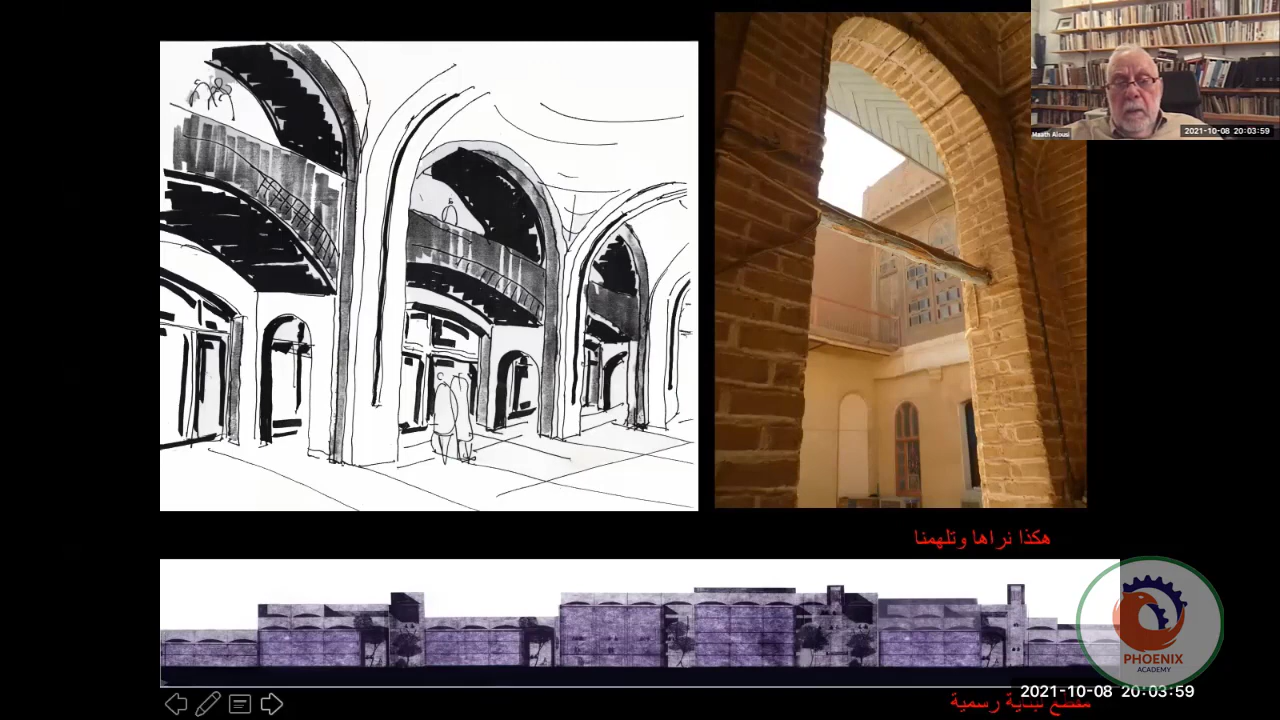 Maath Alousi
2021-10-08 20:03:59
هكذا نراها وتلهمنا
PHOENIX
ACADEMY
2021-10-08 20:03:59
مقطع لبناية رسمية